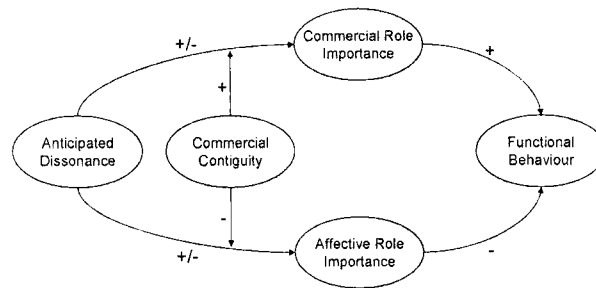 Commercial Role
Importance
+/-
+
+
Anticipated
Dissonance
Commercial
Contiguity
Functional
Behaviour
-
+/-
Affective Role
Importance
-